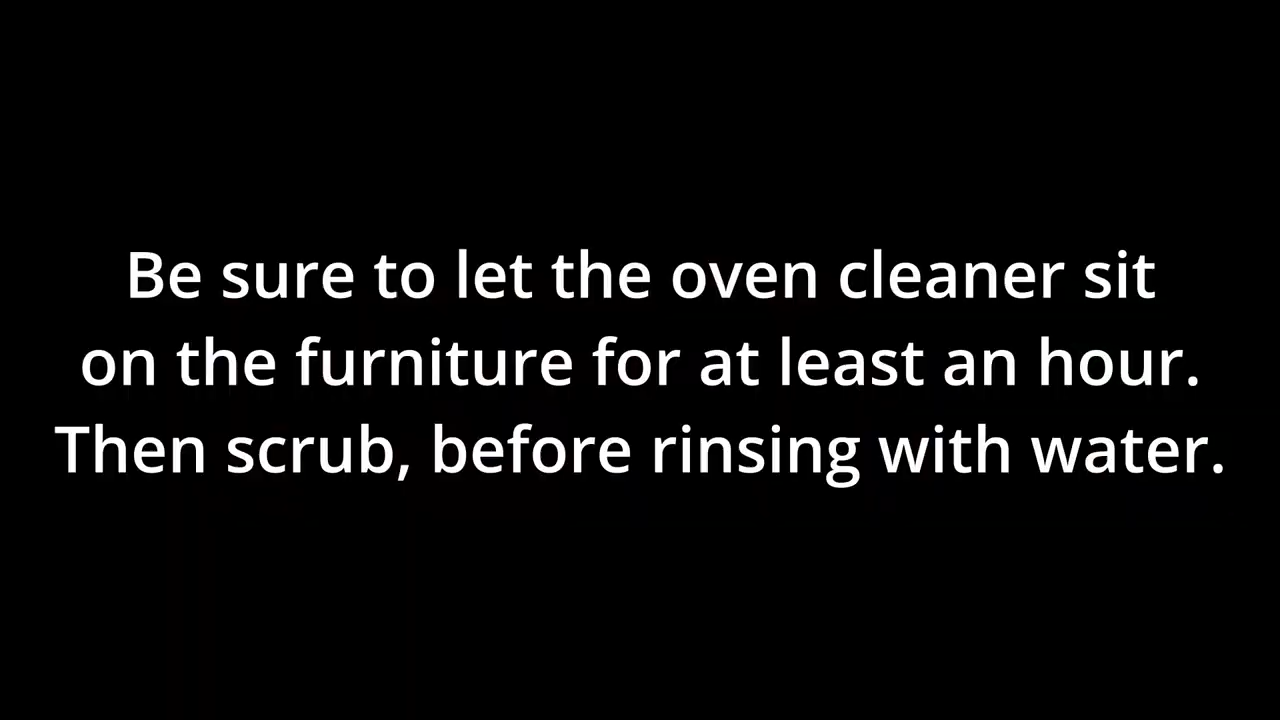 Be sure to let the oven cleaner sit
on the furniture for at least an hour.
Then scrub, before rinsing with water.